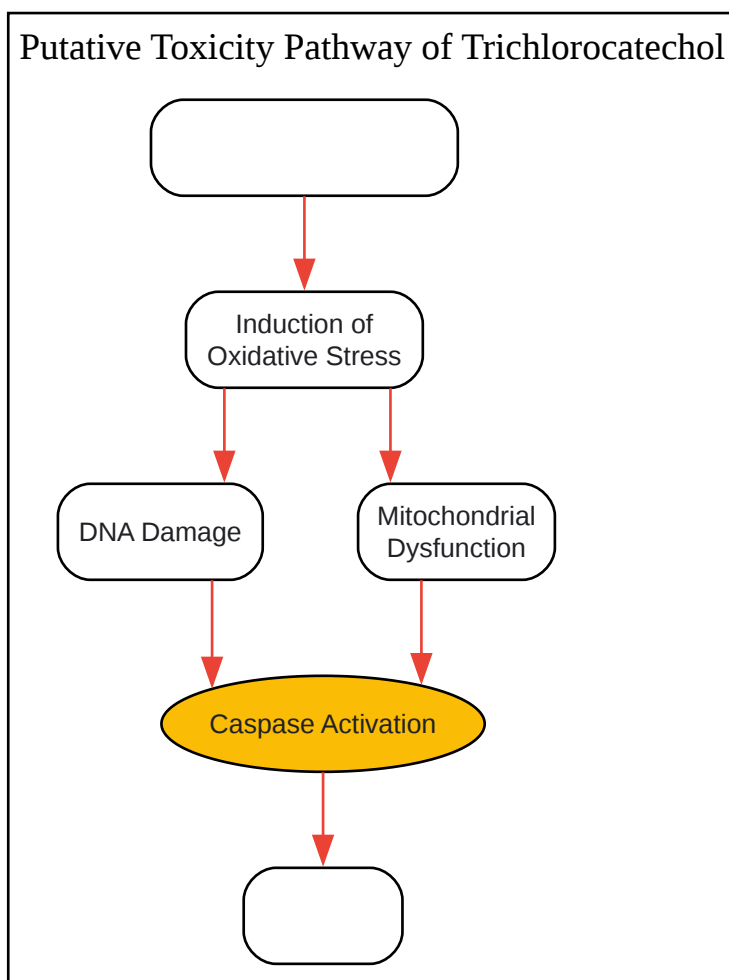 Putative Toxicity Pathway of Trichlorocatechol
Induction of
Oxidative Stress
DNA Damage
Mitochondrial
Dysfunction
Caspase Activation